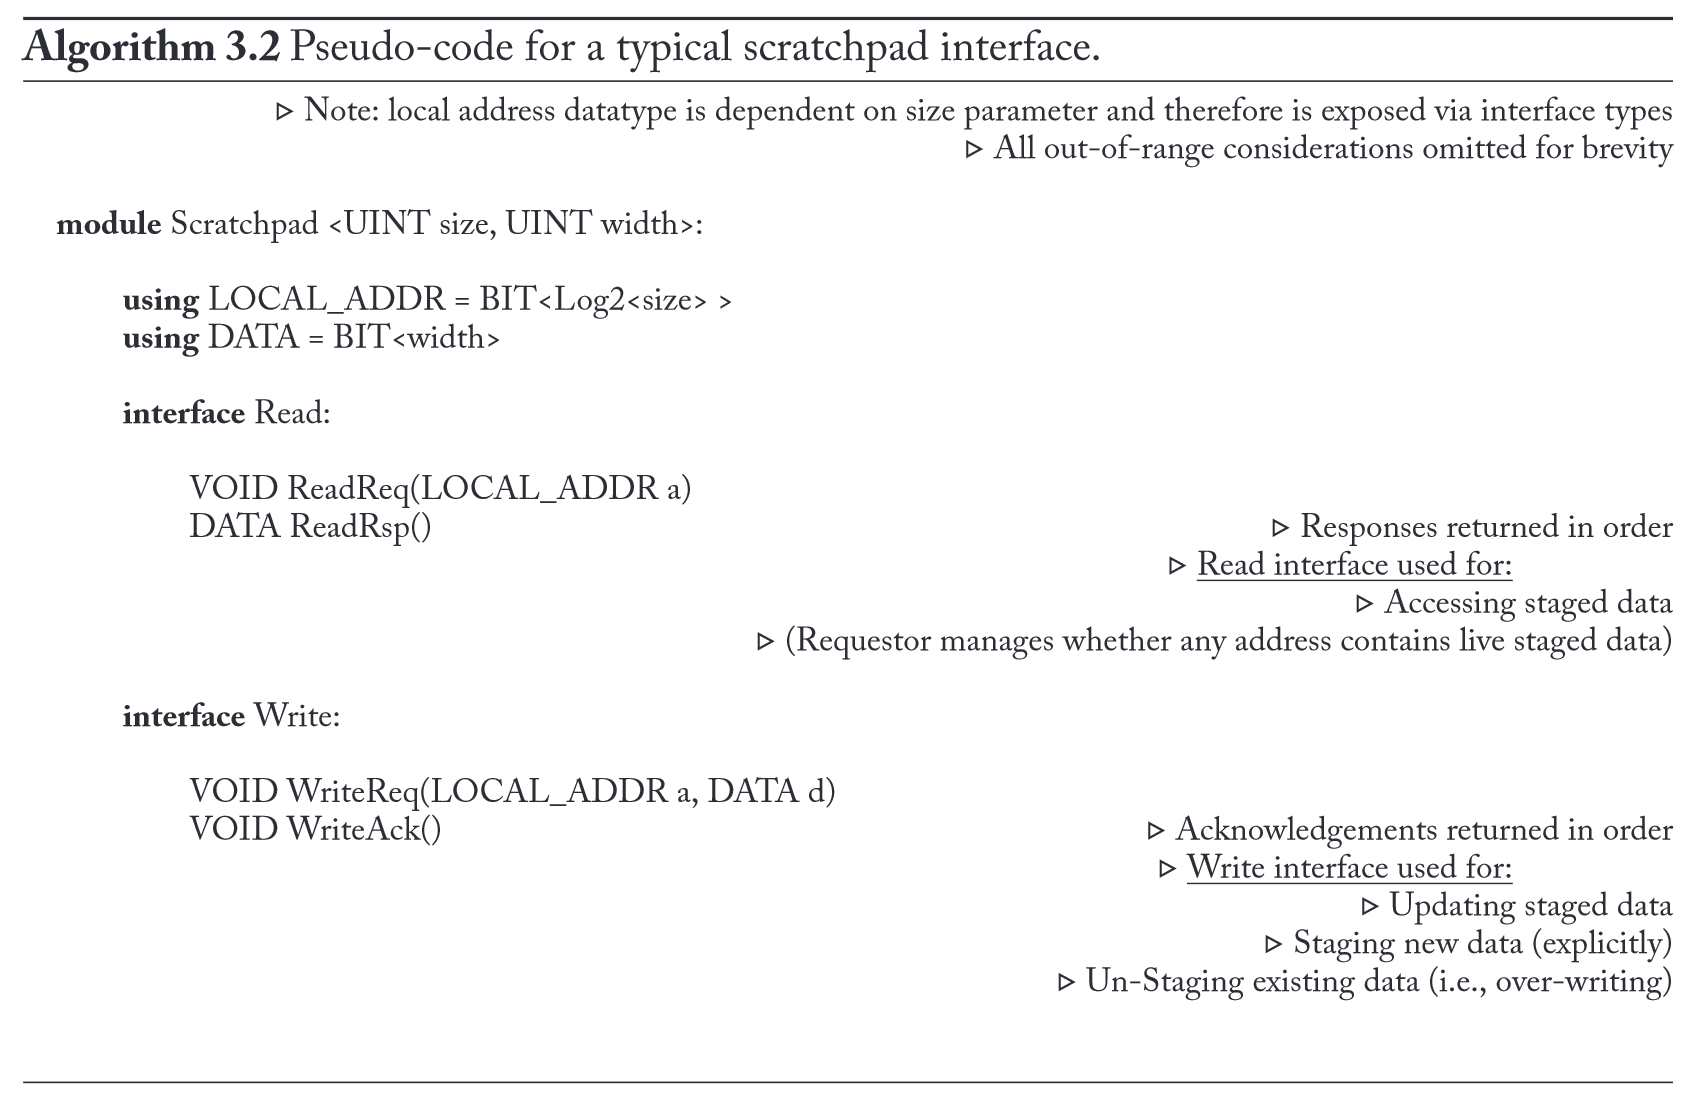 Algorithm 3.2 Pseudo-code for a typical scratchpad interface.
▷ Note: local address datatype is dependent on size parameter and therefore is exposed via interface types
▷ All out-of-range considerations omitted for brevity
module Scratchpad <UINT size, UINT width>:
using LOCAL_ADDR = BIT<Log2<size> >
using DATA = BIT<width>
interface Read:
VOID ReadReq(LOCAL_ADDR a)
DATA ReadRsp() ▷ Responses returned in order
▷ Read interface used for:
▷ Accessing staged data
▷ (Requestor manages whether any address contains live staged data)
interface Write:
VOID WriteReq(LOCAL_ADDR a, DATA d)
VOID WriteAck() ▷ Acknowledgements returned in order
▷ Write interface used for:
▷ Updating staged data
▷ Staging new data (explicitly)
▷ Un-Staging existing data (i.e., over-writing)